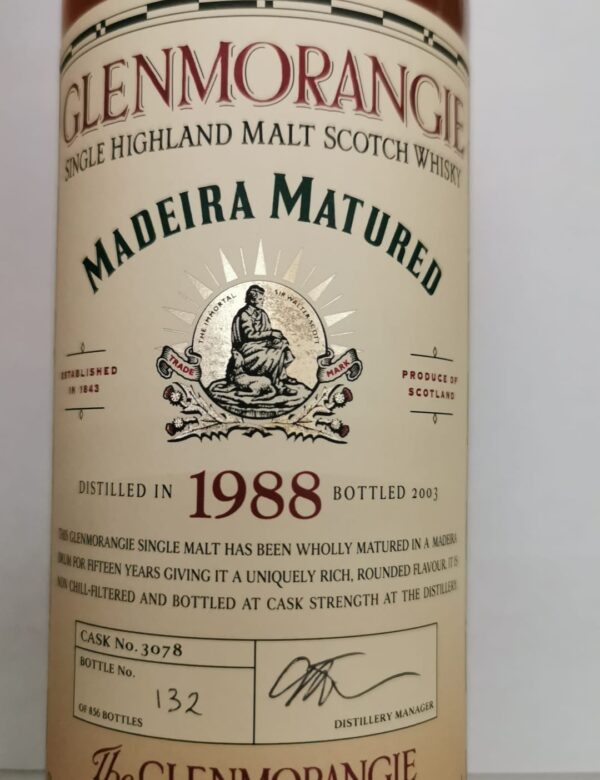 GLENMORANGIE
SINGLE HIGHLAND MALT SCOTCH WHISKY
MADEIRA MATURED
THE IMMORTAL SIR WALTER SCOTT
TRADE MARK
ESTABLISHED
IN 1843
PRODUCE OF
SCOTLAND
DISTILLED IN 1988 BOTTLED 2003
THIS GLENMORANGIE SINGLE MALT HAS BEEN WHOLLY MATURED IN A MADEIRA
DRUM FOR FIFTEEN YEARS GIVING IT A UNIQUELY RICH, ROUNDED FLAVOUR. IT IS
NON CHILL-FILTERED AND BOTTLED AT CASK STRENGTH AT THE DISTILLERY.
CASK No. 3078
BOTTLE No.
132
OF 856 BOTTLES
DISTILLERY MANAGER
The GLENMORANGIE